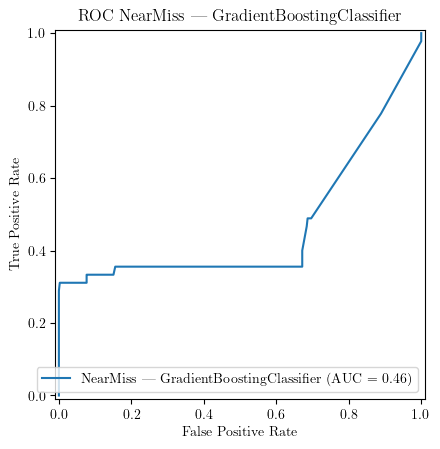 ROC NearMiss — GradientBoostingClassifier
1.0
0.8
0.6
0.4
0.2
0.0
True Positive Rate
NearMiss — GradientBoostingClassifier (AUC = 0.46)
0.0 0.2 0.4 0.6 0.8 1.0
False Positive Rate